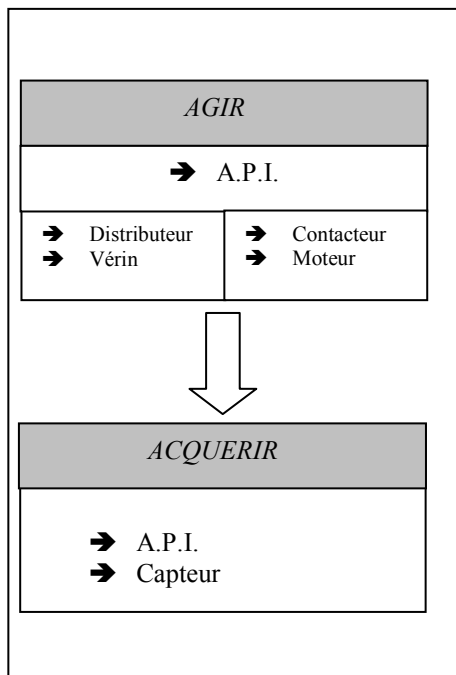 AGIR
➔ A.P.I.
➔ Distributeur
➔ Vérin
➔ Contacteur
➔ Moteur
ACQUERIR
➔ A.P.I.
➔ Capteur